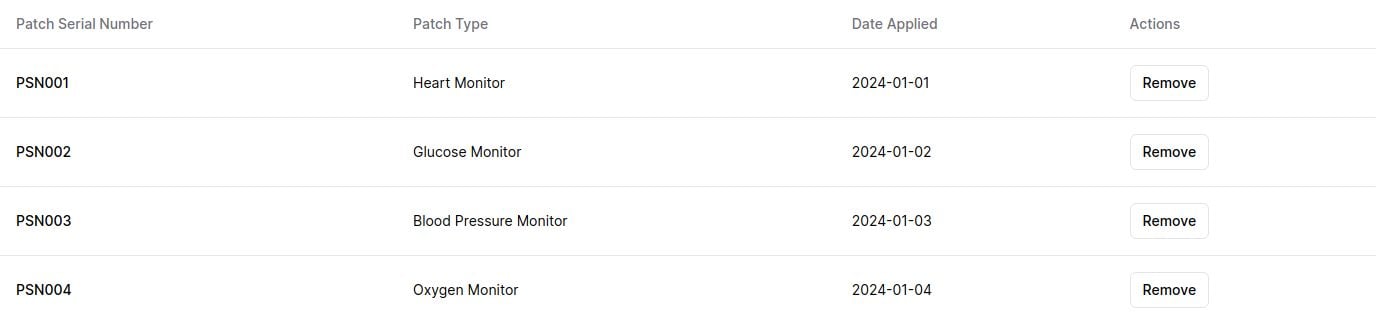 Patch Serial Number Patch Type Date Applied Actions
PSN001 Heart Monitor 2024-01-01 Remove
PSN002 Glucose Monitor 2024-01-02 Remove
PSN003 Blood Pressure Monitor 2024-01-03 Remove
PSN004 Oxygen Monitor 2024-01-04 Remove